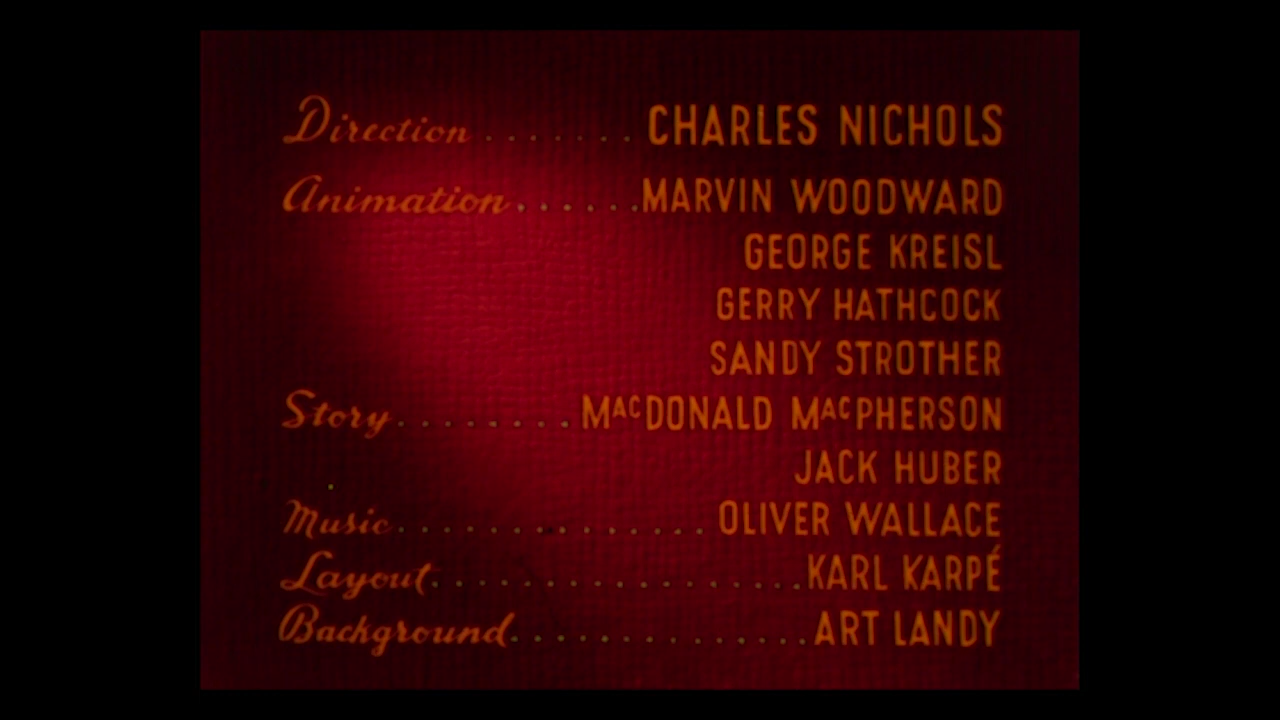 Direction.......CHARLES NICHOLS
Animation......MARVIN WOODWARD
GEORGE KREISL
GERRY HATHCOCK
SANDY STROTHER
Story.........MacDONALD MacPHERSON
JACK HUBER
Music.................OLIVER WALLACE
Layout....................KARL KARPÉ
Background................ART LANDY